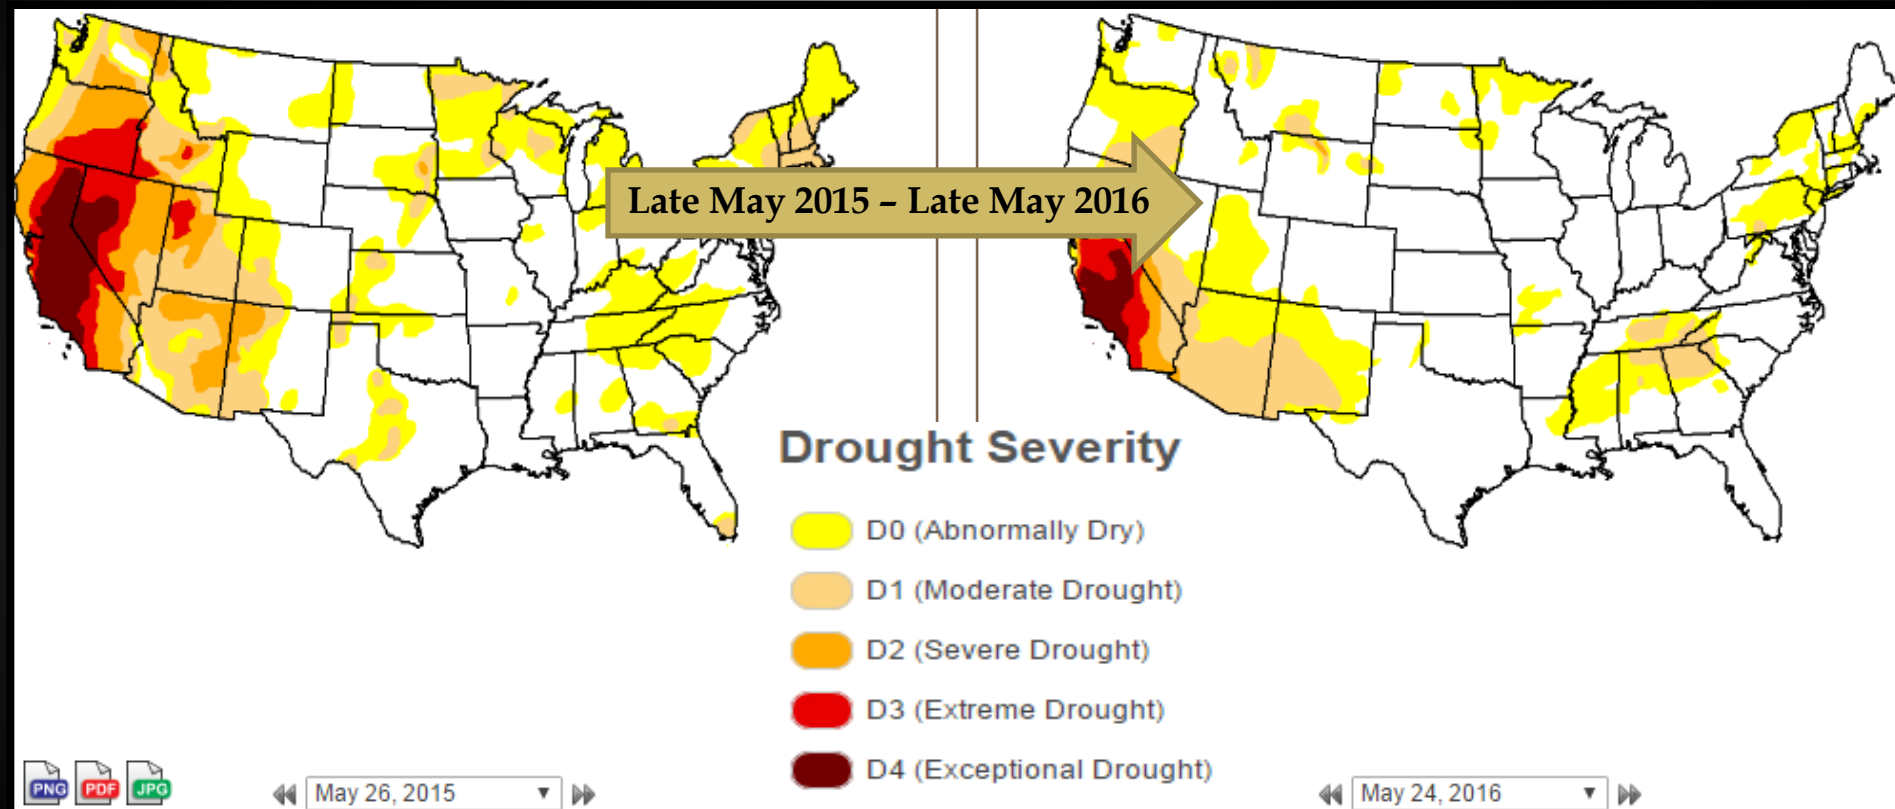 Late May 2015 – Late May 2016
Drought Severity
D0 (Abnormally Dry)
D1 (Moderate Drought)
D2 (Severe Drought)
D3 (Extreme Drought)
D4 (Exceptional Drought)
PNG PDF JPG
May 26, 2015
May 24, 2016